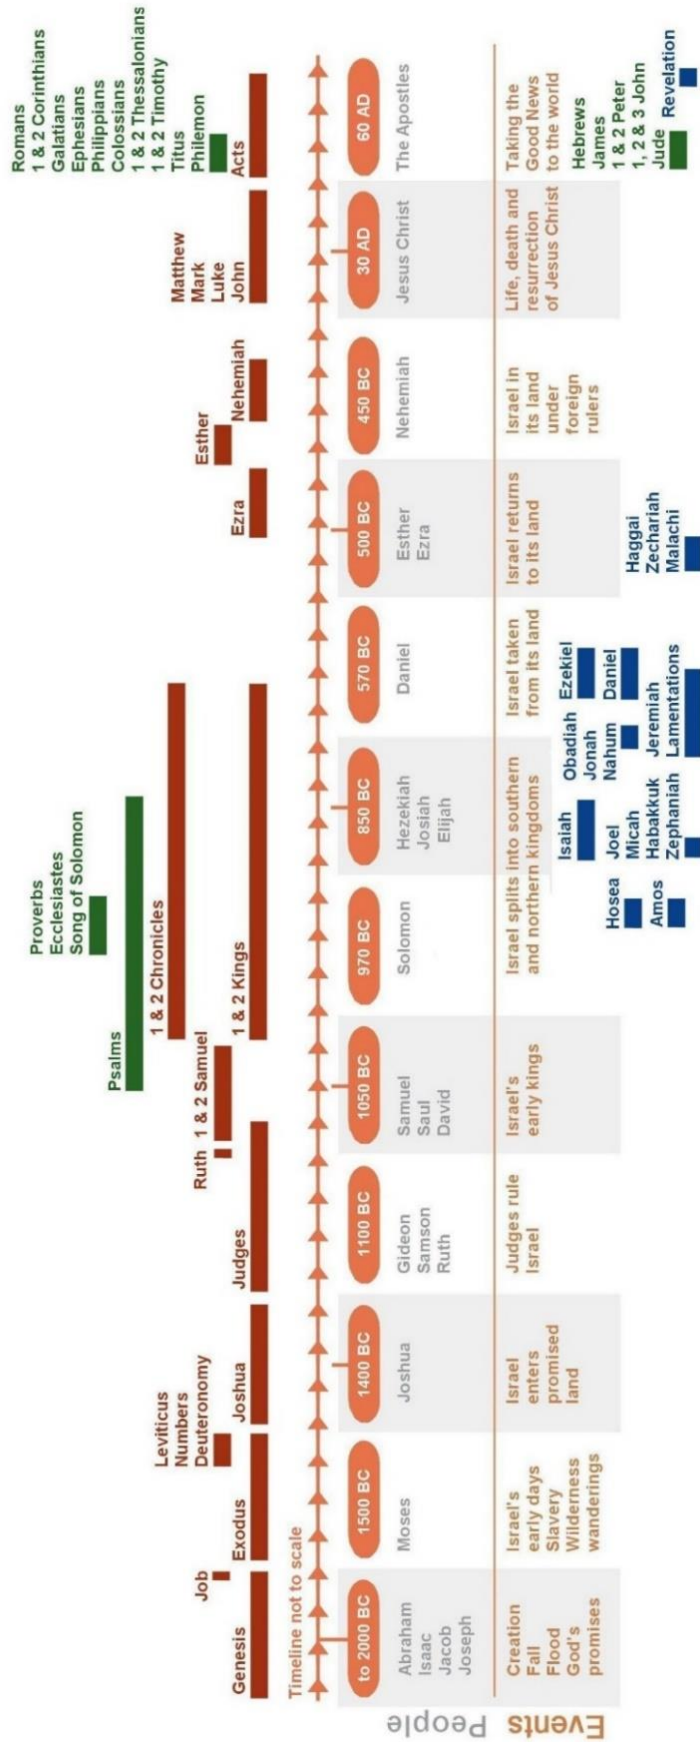 Proverbs
Ecclesiastes
Song of Solomon
Psalms
1 & 2 Chronicles
Romans
1 & 2 Corinthians
Galatians
Ephesians
Philippians
Colossians
1 & 2 Thessalonians
1 & 2 Timothy
Titus
Philemon
Leviticus
Numbers
Deuteronomy
Matthew
Mark
Luke
John
Job
Ruth
1 & 2 Samuel
Esther
Genesis
Exodus
Joshua
Judges
1 & 2 Kings
Ezra
Nehemiah
Acts
Timeline not to scale
to 2000 BC
1500 BC
1400 BC
1100 BC
1050 BC
970 BC
850 BC
570 BC
500 BC
450 BC
30 AD
60 AD
People
Abraham
Isaac
Jacob
Joseph
Moses
Joshua
Gideon
Samson
Ruth
Samuel
Saul
David
Solomon
Hezekiah
Josiah
Elijah
Daniel
Esther
Ezra
Nehemiah
Jesus Christ
The Apostles
Events
Creation
Fall
Flood
God's
promises
Israel's
early days
Slavery
Wilderness
wanderings
Israel
enters
promised
land
Judges rule
Israel
Israel's
early kings
Israel splits into southern
and northern kingdoms
Israel taken
from its land
Israel returns
to its land
Israel in
its land
under
foreign
rulers
Life, death and
resurrection
of Jesus Christ
Taking the
Good News
to the world
Hosea
Amos
Isaiah
Joel
Micah
Habakkuk
Zephaniah
Obadiah
Jonah
Nahum
Jeremiah
Lamentations
Ezekiel
Daniel
Haggai
Zechariah
Malachi
Hebrews
James
1 & 2 Peter
1, 2 & 3 John
Jude
Revelation